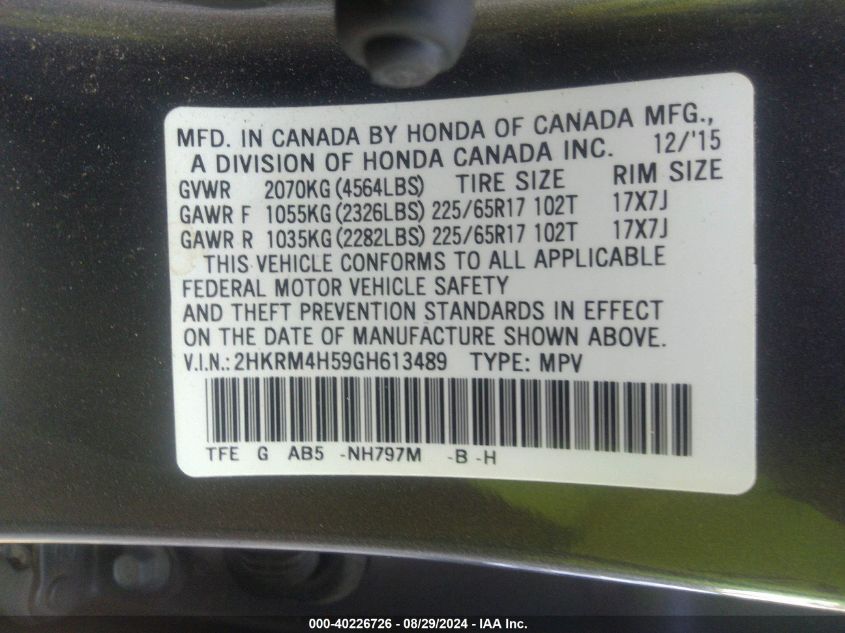 MFD. IN CANADA BY HONDA OF CANADA MFG.,
A DIVISION OF HONDA CANADA INC. 12/'15
GVWR 2070KG(4564LBS) TIRE SIZE RIM SIZE
GAWR F 1055KG(2326LBS) 225/65R17 102T 17X7J
GAWR R 1035KG(2282LBS) 225/65R17 102T 17X7J
THIS VEHICLE CONFORMS TO ALL APPLICABLE
FEDERAL MOTOR VEHICLE SAFETY
AND THEFT PREVENTION STANDARDS IN EFFECT
ON THE DATE OF MANUFACTURE SHOWN ABOVE.
V.I.N.:2HKRM4H59GH613489 TYPE: MPV
TFE G AB5 -NH797M -B -H
000-40226726 - 08/29/2024 - IAA Inc.